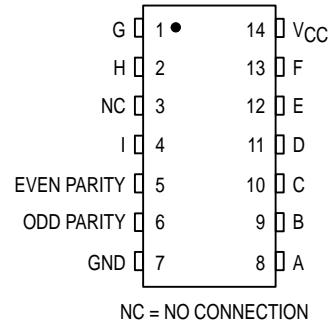 G 1 14 VCC
H 2 13 F
NC 3 12 E
I 4 11 D
EVEN PARITY 5 10 C
ODD PARITY 6 9 B
GND 7 8 A
NC = NO CONNECTION